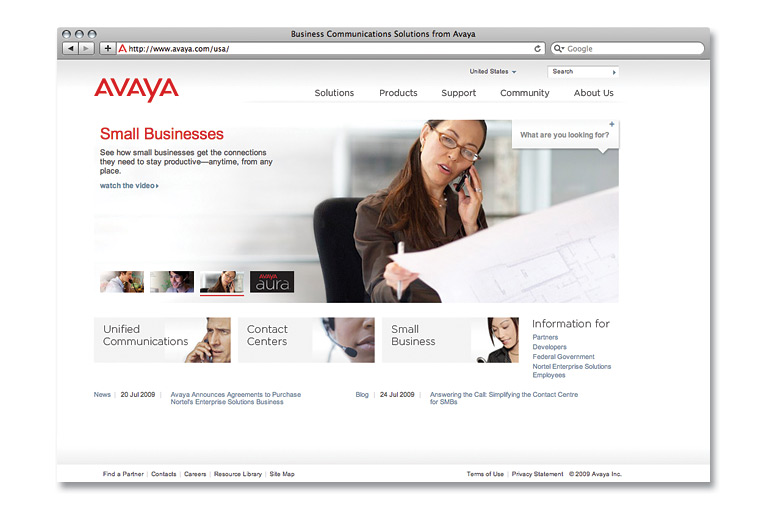 Business Communications Solutions from Avaya
http://www.avaya.com/usa/
Google
United States
Search
AVAYA
Solutions
Products
Support
Community
About Us
Small Businesses
See how small businesses get the connections
they need to stay productive—anytime, from any
place.
watch the video
What are you looking for?
AVAYA
aura
Unified
Communications
Contact
Centers
Small
Business
Information for
Partners
Developers
Federal Government
Nortel Enterprise Solutions
Employees
News | 20 Jul 2009 | Avaya Announces Agreements to Purchase
Nortel's Enterprise Solutions Business
Blog | 24 Jul 2009 | Answering the Call: Simplifying the Contact Centre
for SMBs
Find a Partner | Contacts | Careers | Resource Library | Site Map
Terms of Use | Privacy Statement © 2009 Avaya Inc.